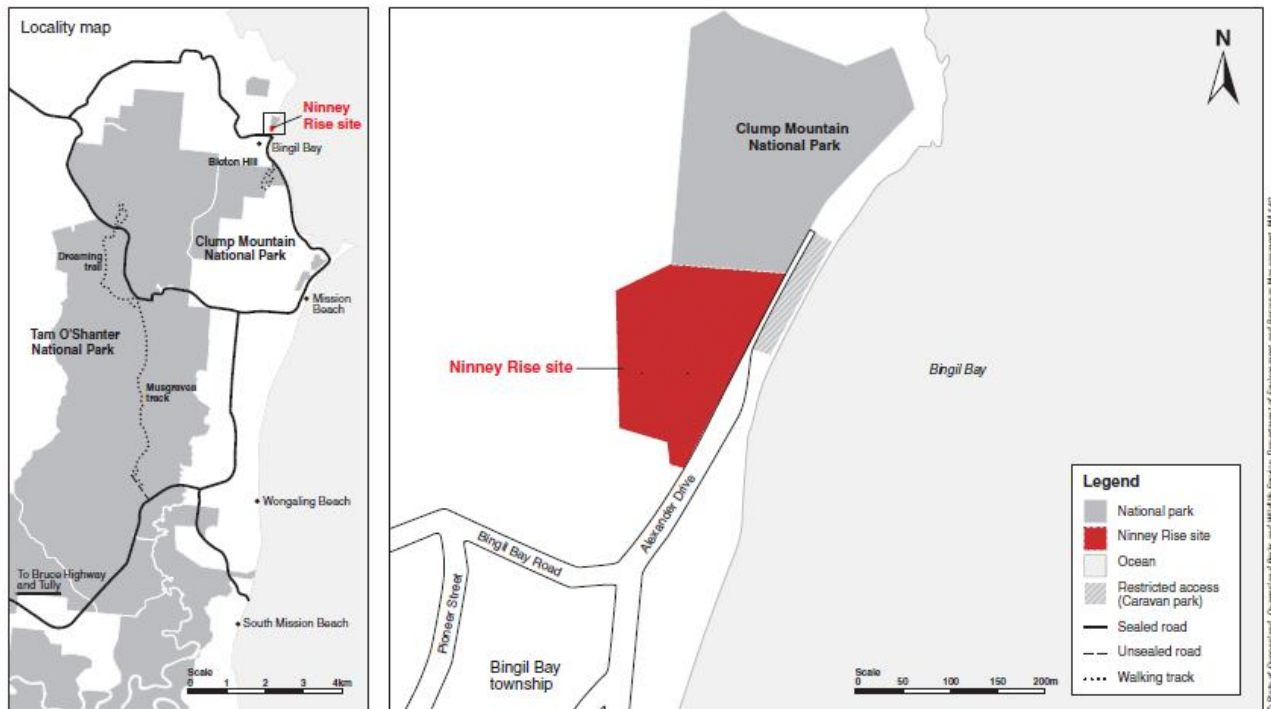 Locality map
Ninney
Rise site
Bingil Bay
Bicton Hill
Clump Mountain
National Park
Dreaming
trail
Mission
Beach
Tam O'Shanter
National Park
Musgravea
track
Wongaling Beach
To Bruce Highway
and Tully
South Mission Beach
Scale
0 1 2 3 4km
N
Clump Mountain
National Park
Ninney Rise site
Bingil Bay
Alexander Drive
Bingil Bay Road
Pioneer Street
Bingil Bay
township
Scale
0 50 100 150 200m
Legend
National park
Ninney Rise site
Ocean
Restricted access
(Caravan park)
Sealed road
Unsealed road
Walking track